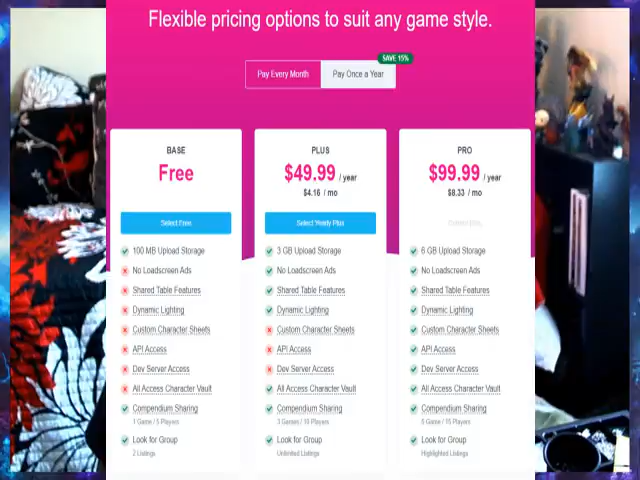 Flexible pricing options to suit any game style.
SAVE 15%
Pay Every Month
Pay Once a Year
BASE
Free
Select Free
100 MB Upload Storage
No Loadscreen Ads
Shared Table Features
Dynamic Lighting
Custom Character Sheets
API Access
Dev Server Access
All Access Character Vault
Compendium Sharing
1 Game / 5 Players
Look for Group
2 Listings
PLUS
$49.99 / year
$4.16 / mo
Select Yearly Plus
3 GB Upload Storage
No Loadscreen Ads
Shared Table Features
Dynamic Lighting
Custom Character Sheets
API Access
Dev Server Access
All Access Character Vault
Compendium Sharing
3 Games / 10 Players
Look for Group
Unlimited Listings
PRO
$99.99 / year
$8.33 / mo
6 GB Upload Storage
No Loadscreen Ads
Shared Table Features
Dynamic Lighting
Custom Character Sheets
API Access
Dev Server Access
All Access Character Vault
Compendium Sharing
5 Game / 15 Players
Look for Group
Highlighted Listings